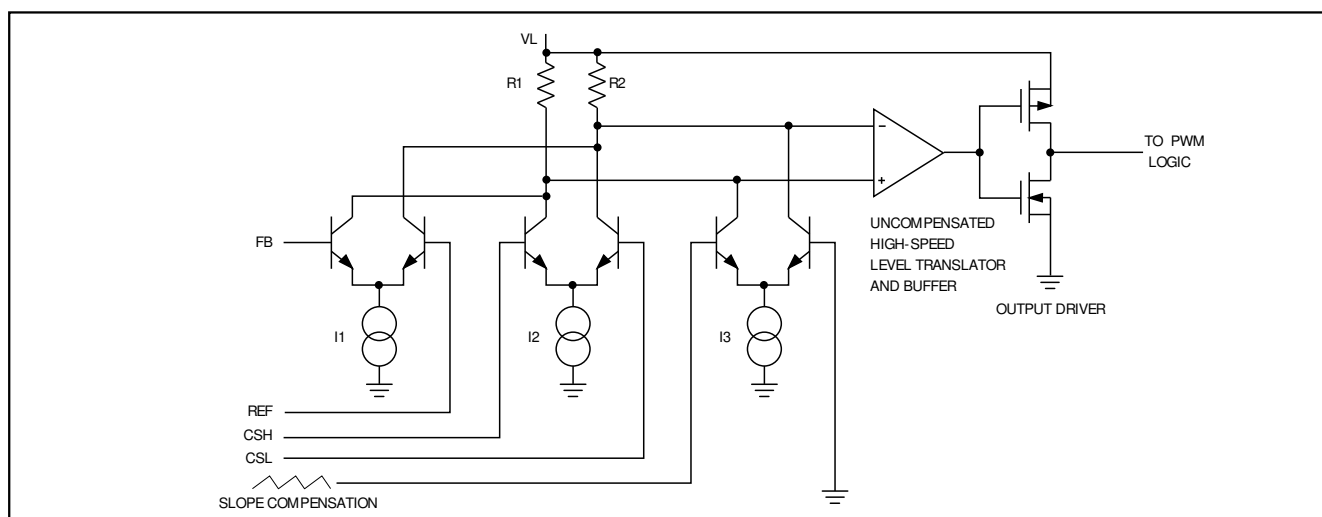 VL
R1
R2
TO PWM
LOGIC
FB
UNCOMPENSATED
HIGH-SPEED
LEVEL TRANSLATOR
AND BUFFER
OUTPUT DRIVER
I1
I2
I3
REF
CSH
CSL
SLOPE COMPENSATION
−
+